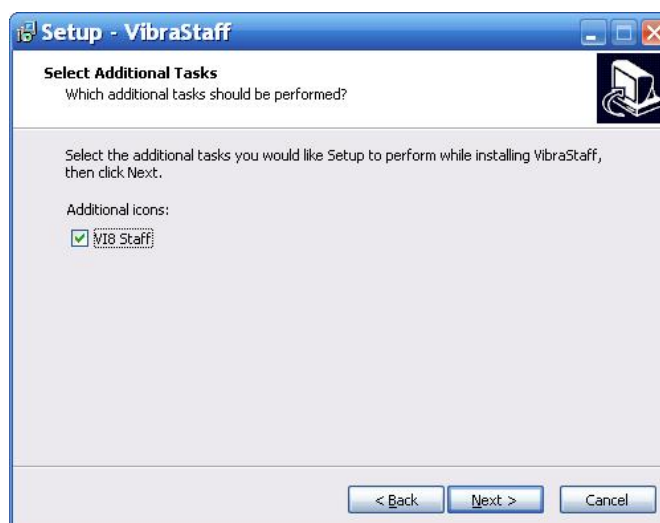 Setup - VibraStaff
Select Additional Tasks
Which additional tasks should be performed?
Select the additional tasks you would like Setup to perform while installing VibraStaff,
then click Next.
Additional icons:
VI8 Staff
< Back
Next >
Cancel